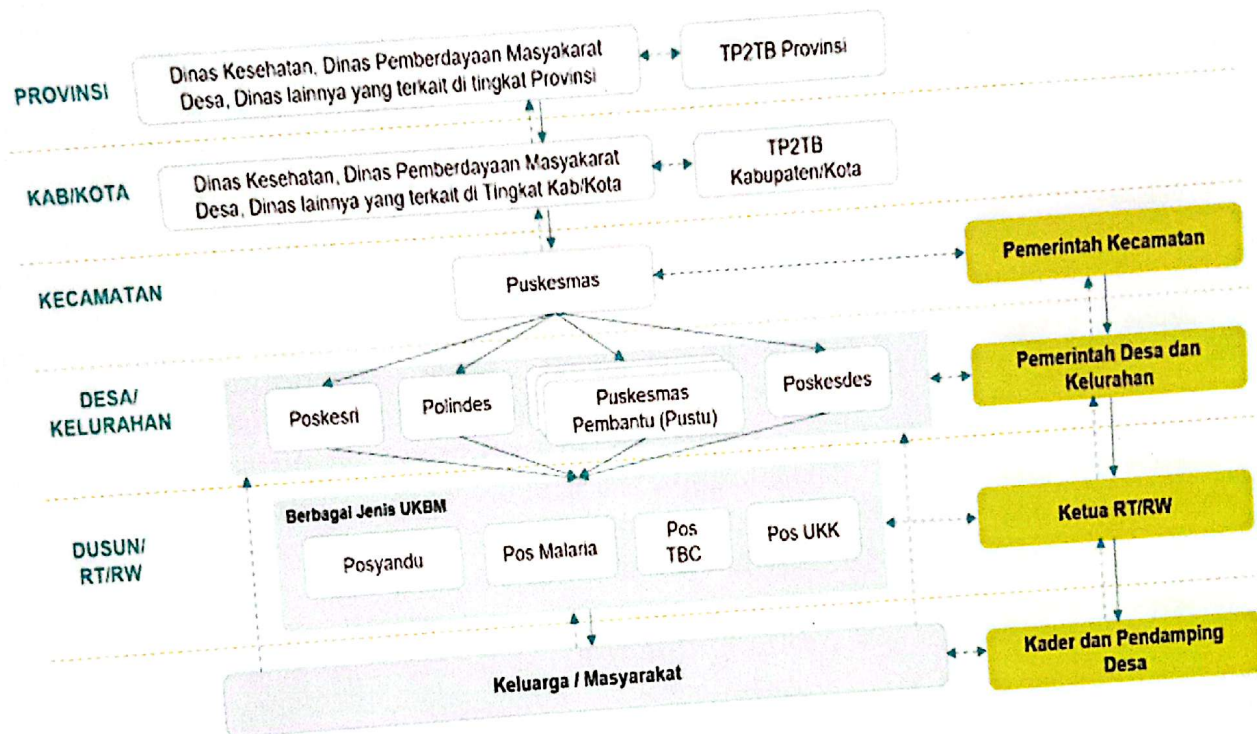 PROVINSI
Dinas Kesehatan, Dinas Pemberdayaan Masyakarat
Desa, Dinas lainnya yang terkait di tingkat Provinsi
TP2TB Provinsi
KAB/KOTA
Dinas Kesehatan, Dinas Pemberdayaan Masyakarat
Desa, Dinas lainnya yang terkait di Tingkat Kab/Kota
TP2TB
Kabupaten/Kota
KECAMATAN
Puskesmas
Pemerintah Kecamatan
DESA/
KELURAHAN
Poskesri
Polindes
Puskesmas
Pembantu (Pustu)
Poskesdes
Pemerintah Desa dan
Kelurahan
DUSUN/
RT/RW
Berbagai Jenis UKBM
Posyandu
Pos Malaria
Pos
TBC
Pos UKK
Ketua RT/RW
Keluarga / Masyarakat
Kader dan Pendamping
Desa